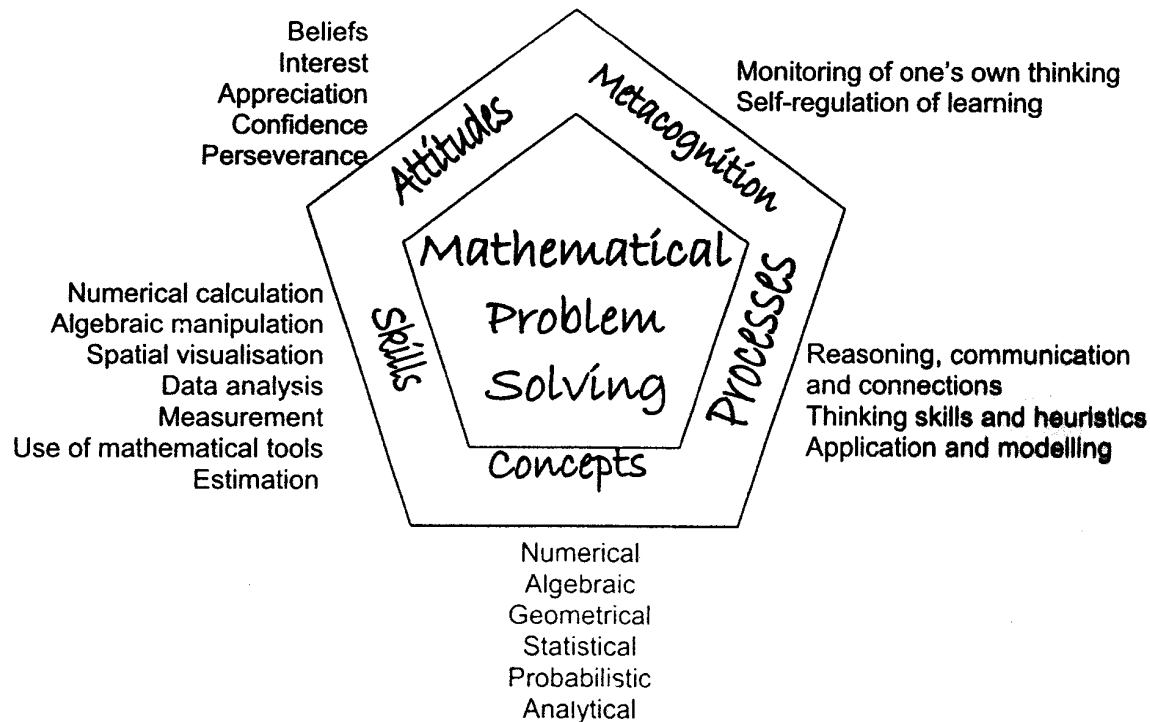 Beliefs
Interest
Appreciation
Confidence
Perseverance
Attitudes
Metacognition
Monitoring of one's own thinking
Self-regulation of learning
Mathematical
Problem
Solving
Numerical calculation
Algebraic manipulation
Spatial visualisation
Data analysis
Measurement
Use of mathematical tools
Estimation
Skills
Processes
Reasoning, communication
and connections
Thinking skills and heuristics
Application and modelling
Concepts
Numerical
Algebraic
Geometrical
Statistical
Probabilistic
Analytical